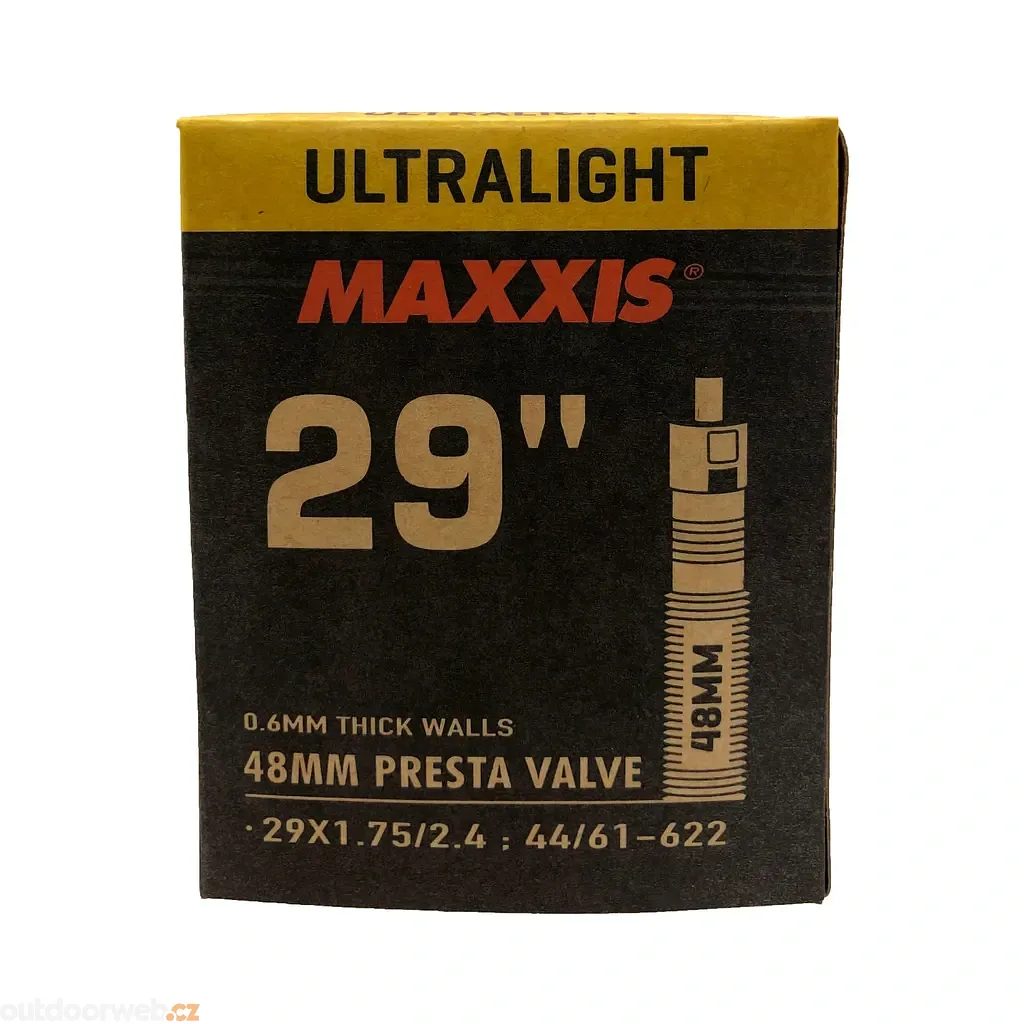 ULTRALIGHT
ULTRALIGHT
MAXXIS®
29"
48MM
0.6MM THICK WALLS
48MM PRESTA VALVE
·29X1.75/2.4 ; 44/61-622
outdoorweb.cz